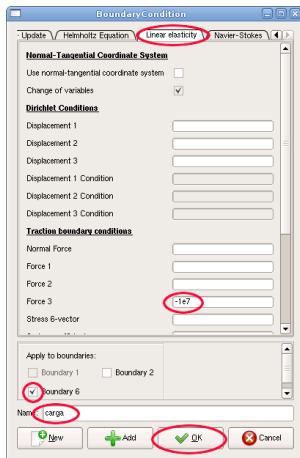 BoundaryCondition
Update Helmholtz Equation Linear elasticity Navier-Stokes
Normal-Tangential Coordinate System
Use normal-tangential coordinate system
Change of variables
Dirichlet Conditions
Displacement 1
Displacement 2
Displacement 3
Displacement 1 Condition
Displacement 2 Condition
Displacement 3 Condition
Traction boundary conditions
Normal Force
Force 1
Force 2
Force 3 -1e7
Stress 6-vector
Apply to boundaries:
Boundary 1 Boundary 2
Boundary 6
Name: carga
New Add OK Cancel